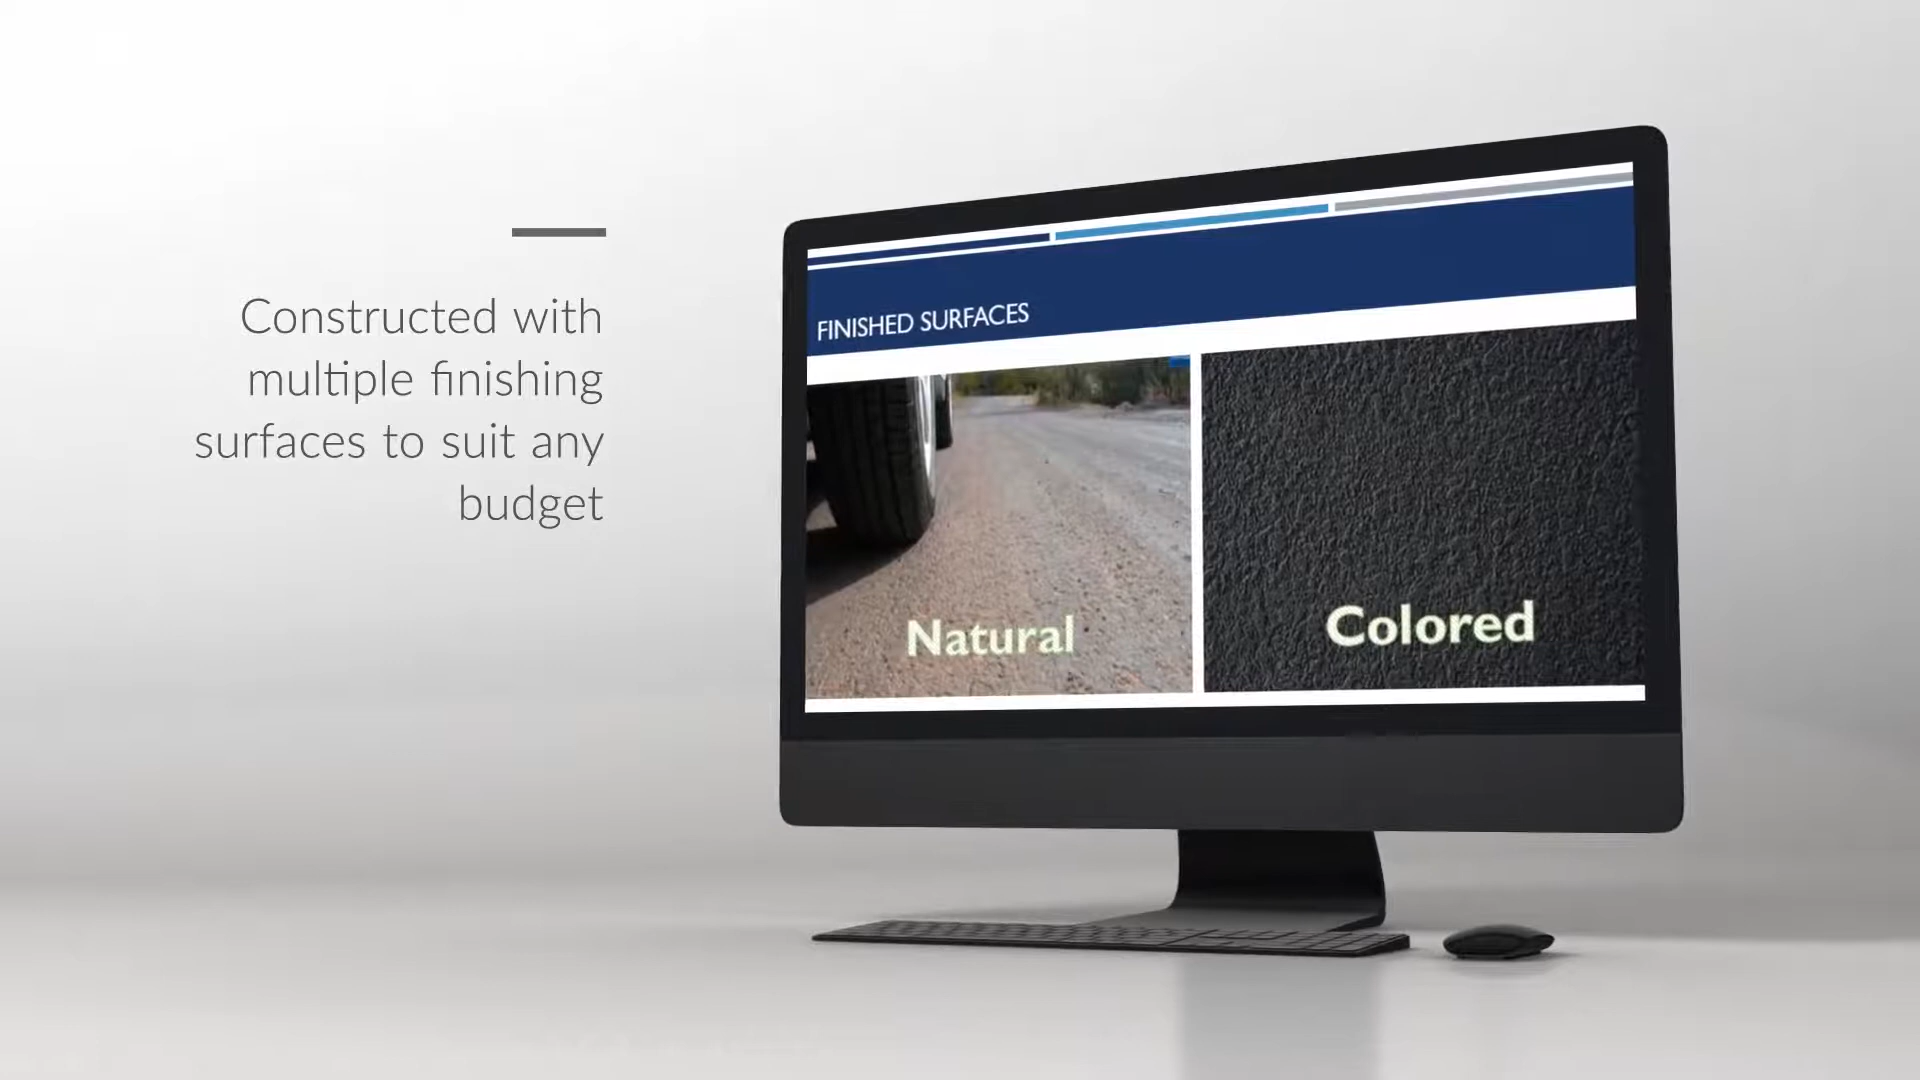 Constructed with
multiple finishing
surfaces to suit any
budget
FINISHED SURFACES
Natural
Colored